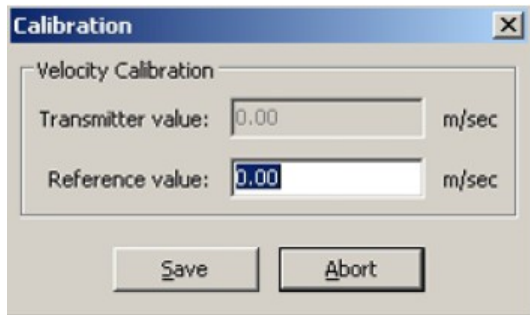 Calibration
Velocity Calibration
Transmitter value: 0.00 m/sec
Reference value: 0.00 m/sec
Save Abort